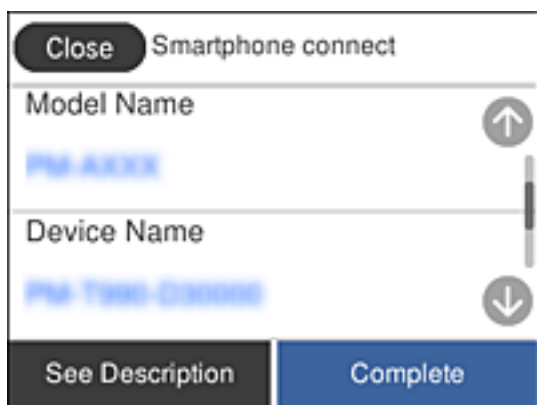 Close Smartphone connect
Model Name
PM-AXXX
Device Name
See Description Complete